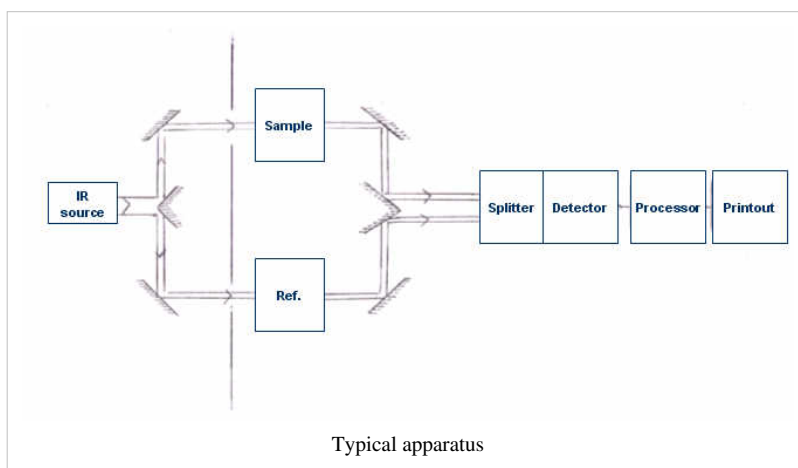 Sample
IR
source
Splitter
Detector
Processor
Printout
Ref.
Typical apparatus